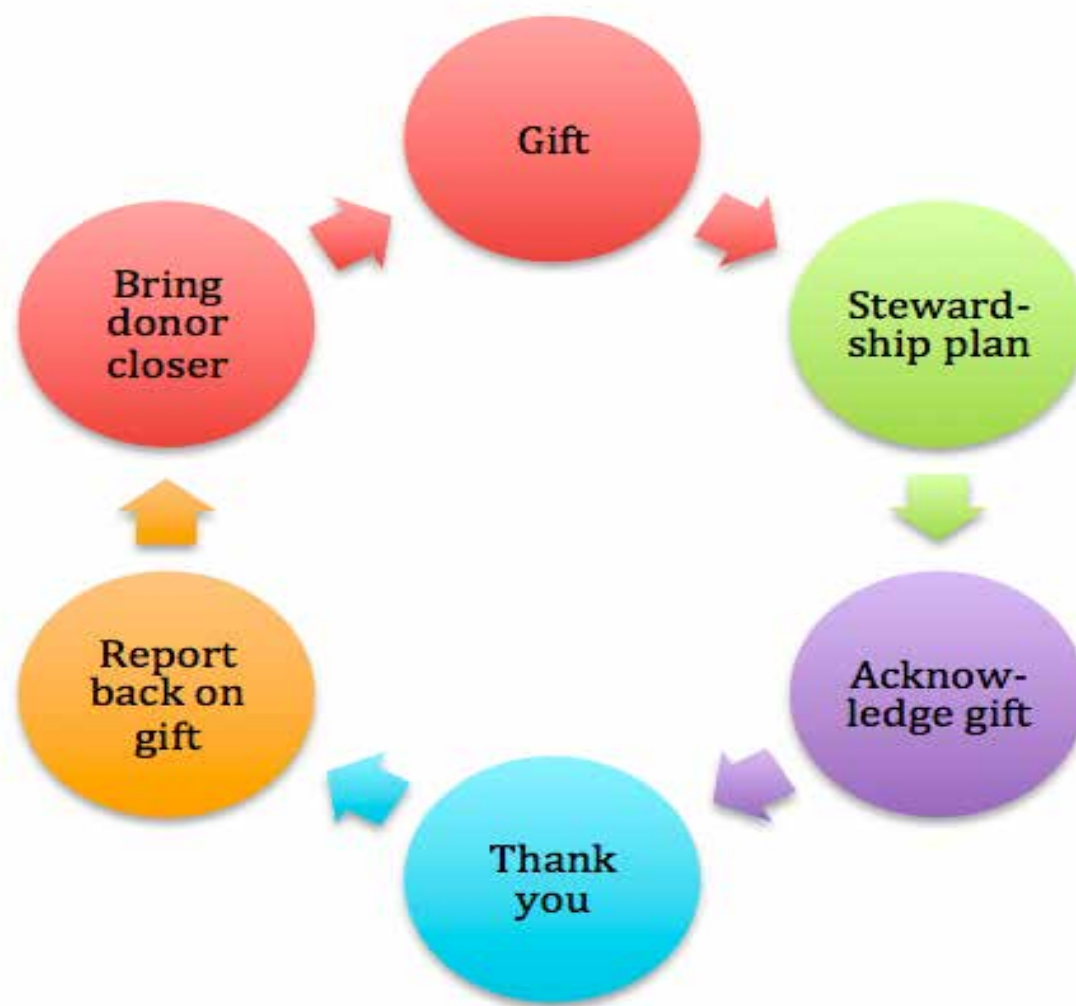 Gift
Steward-
ship plan
Acknow-
ledge gift
Thank
you
Report
back on
gift
Bring
donor
closer